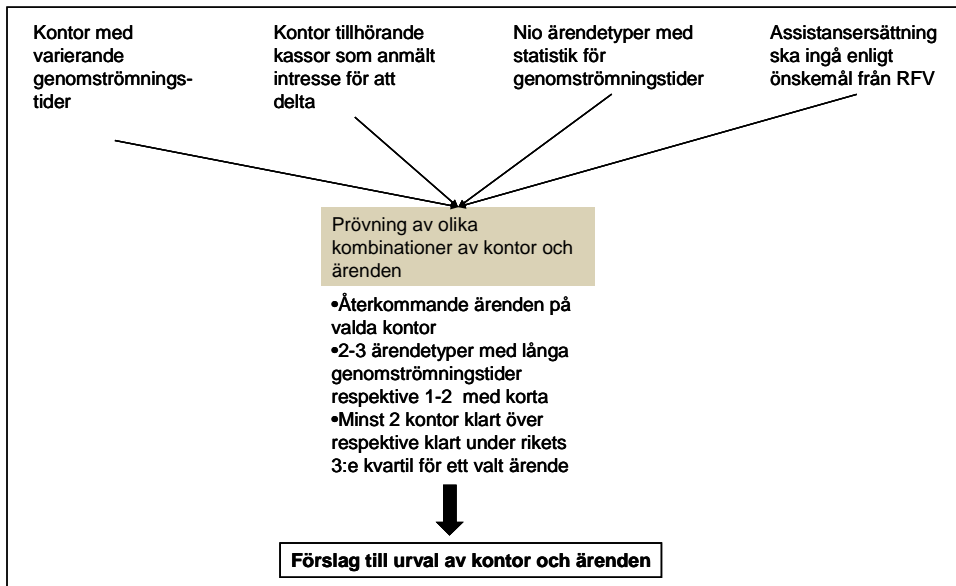 Kontor med
varierande
genomströmnings-
tider
Kontor tillhörande
kassor som anmält
intresse för att
delta
Nio ärendetyper med
statistik för
genomströmningstider
Assistansersättning
ska ingå enligt
önskemål från RFV
Prövning av olika
kombinationer av kontor och
ärenden
•Återkommande ärenden på
valda kontor
•2-3 ärendetyper med långa
genomströmningstider
respektive 1-2 med korta
•Minst 2 kontor klart över
respektive klart under rikets
3:e kvartil för ett valt ärende
Förslag till urval av kontor och ärenden